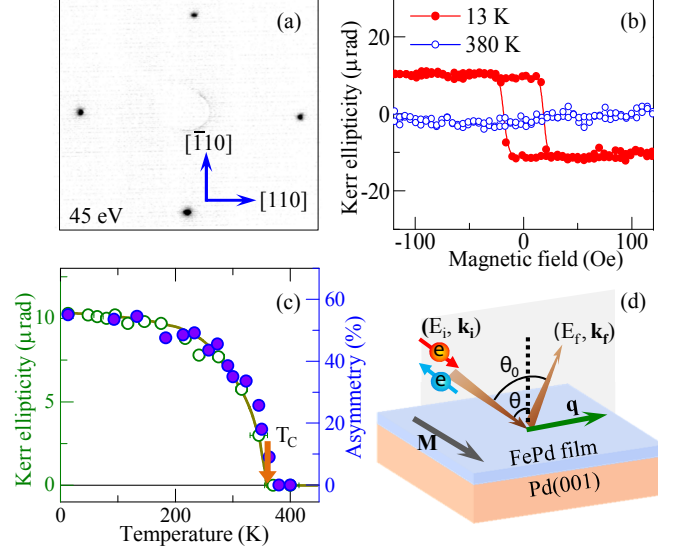 (a)
[1̅10]
[110]
45 eV
(b)
13 K
380 K
20
0
-20
Kerr ellipticity (μrad)
-100
0
100
Magnetic field (Oe)
(c)
10
5
0
Kerr ellipticity (μrad)
60
40
20
0
Asymmetry (%)
T_C
0
200
400
Temperature (K)
(d)
(E_i, k_i)
(E_f, k_f)
e
e
θ_0
θ
q
M
FePd film
Pd(001)